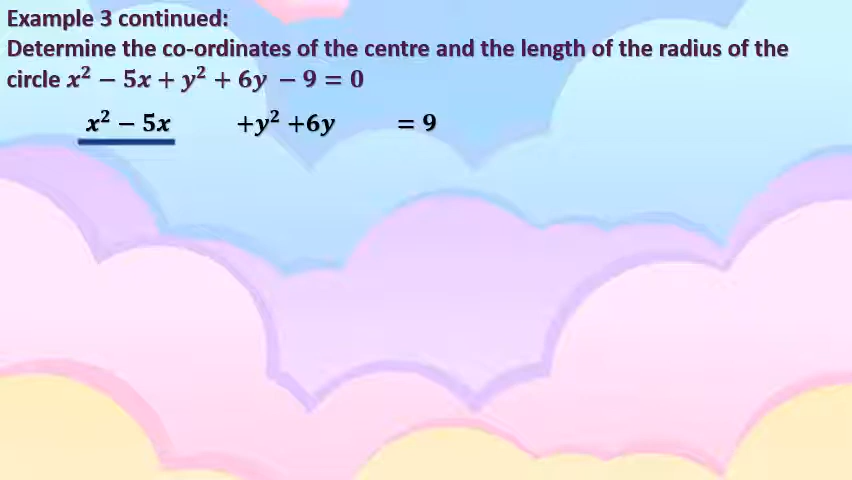 Example 3 continued:
Determine the co-ordinates of the centre and the length of the radius of the
circle x² − 5x + y² + 6y − 9 = 0
x² − 5x +y² +6y = 9